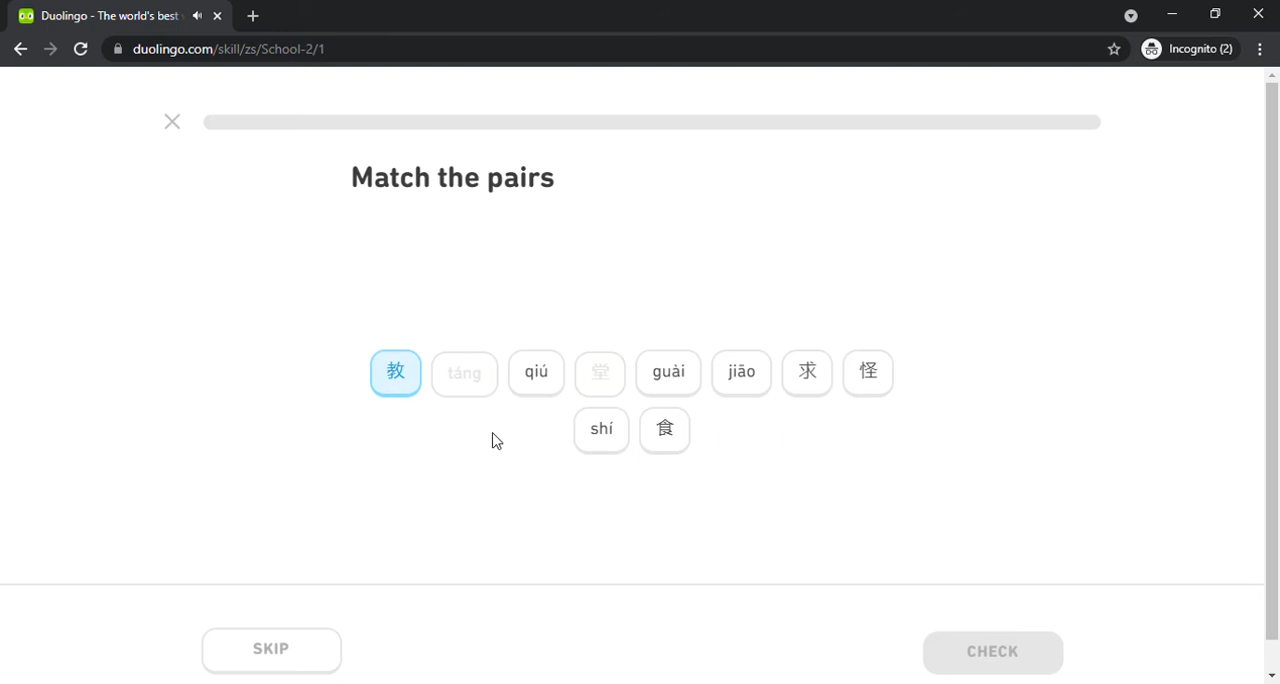 Duolingo - The world's best
duolingo.com/skill/zs/School-2/1
Incognito (2)
Match the pairs
教 táng qiú 堂 guài jiāo 求 怪
shí 食
SKIP
CHECK